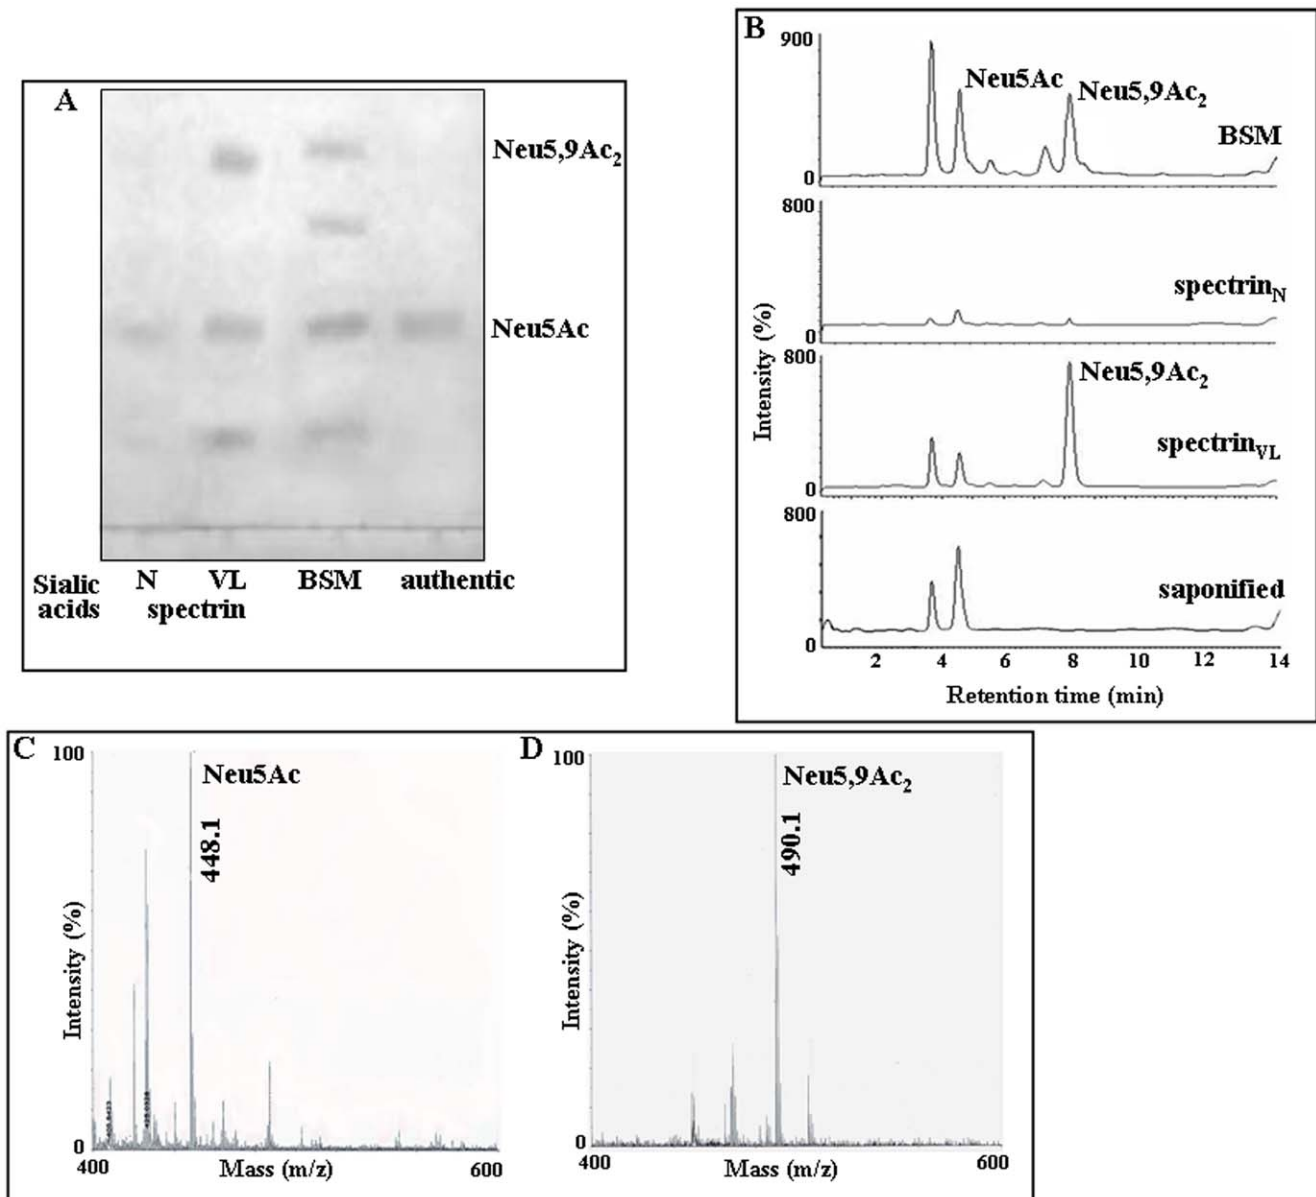 A
Neu5,9Ac₂
Neu5Ac
Sialic acids
N
VL
BSM
authentic
spectrin
B
900
Neu5Ac
Neu5,9Ac₂
BSM
0
800
spectrin_N
0
800
Neu5,9Ac₂
spectrin_VL
0
800
saponified
0
Intensity (%)
2 4 6 8 10 12 14
Retention time (min)
C
100
Neu5Ac
448.1
Intensity (%)
0
400
Mass (m/z)
600
D
100
Neu5,9Ac₂
490.1
Intensity (%)
0
400
Mass (m/z)
600